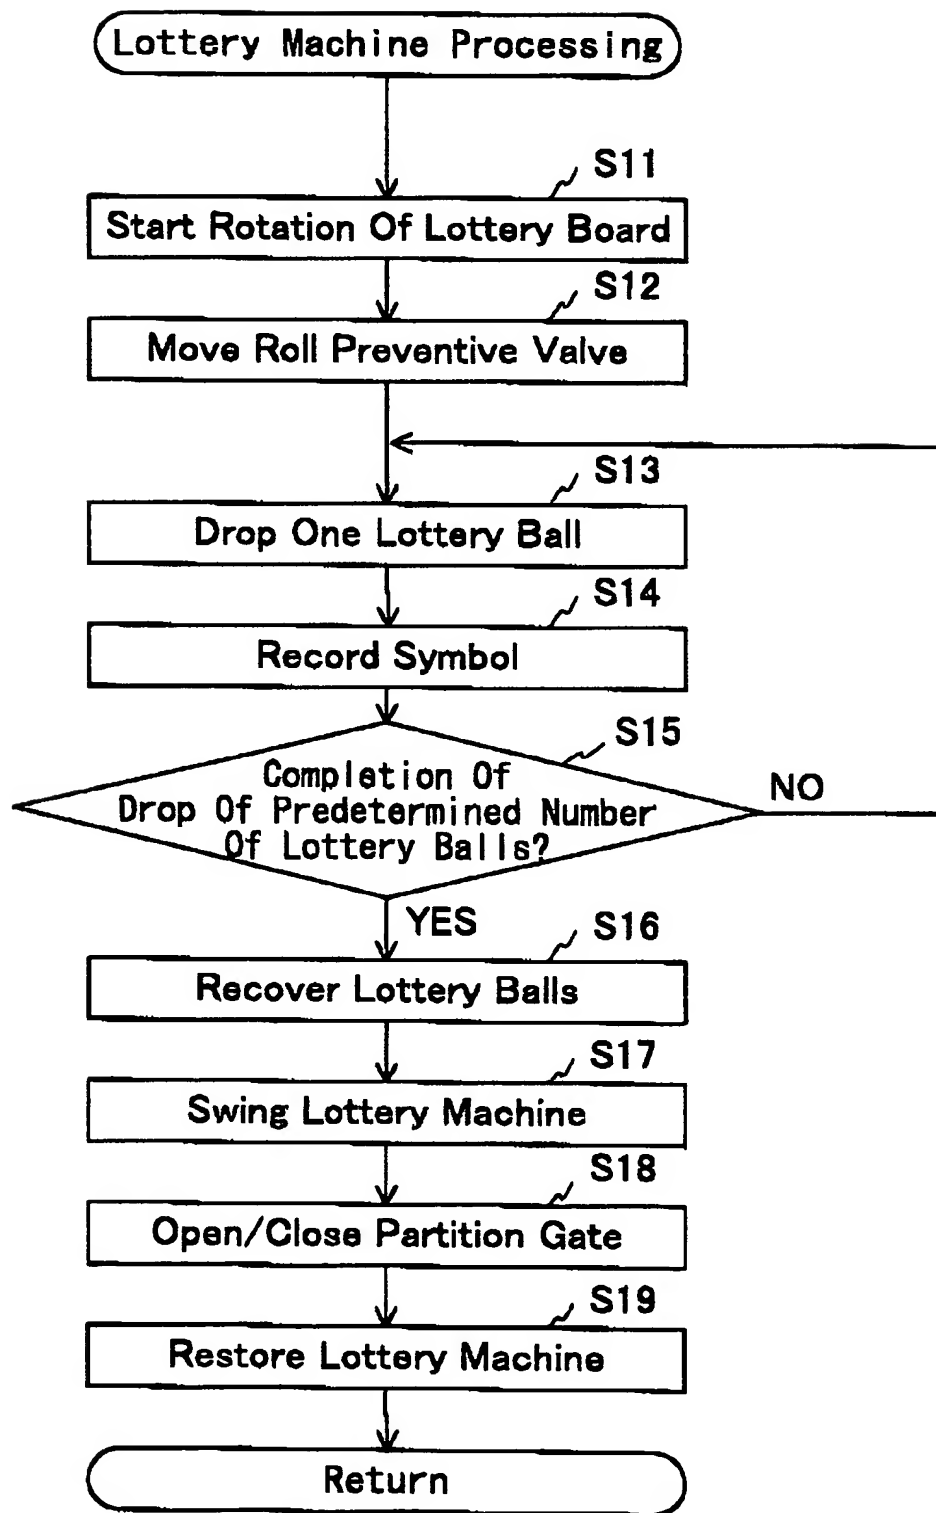 Lottery Machine Processing
S11
Start Rotation Of Lottery Board
S12
Move Roll Preventive Valve
S13
Drop One Lottery Ball
S14
Record Symbol
S15
Completion Of
Drop Of Predetermined Number
Of Lottery Balls?
NO
YES
S16
Recover Lottery Balls
S17
Swing Lottery Machine
S18
Open/Close Partition Gate
S19
Restore Lottery Machine
Return